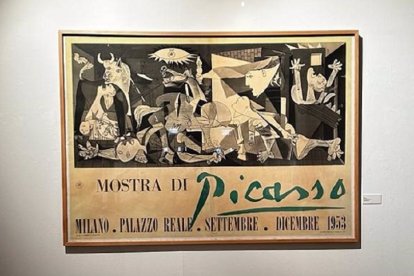 MOSTRA DI Picasso
MILANO . PALAZZO REALE . SETTEMBRE . DICEMBRE 1953